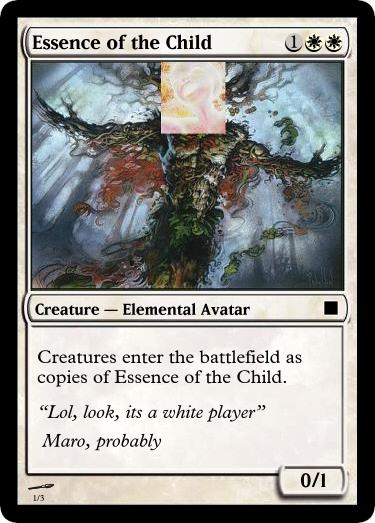 Essence of the Child 1
Creature — Elemental Avatar
Creatures enter the battlefield as
copies of Essence of the Child.
“Lol, look, its a white player”
Maro, probably
0/1
1/3